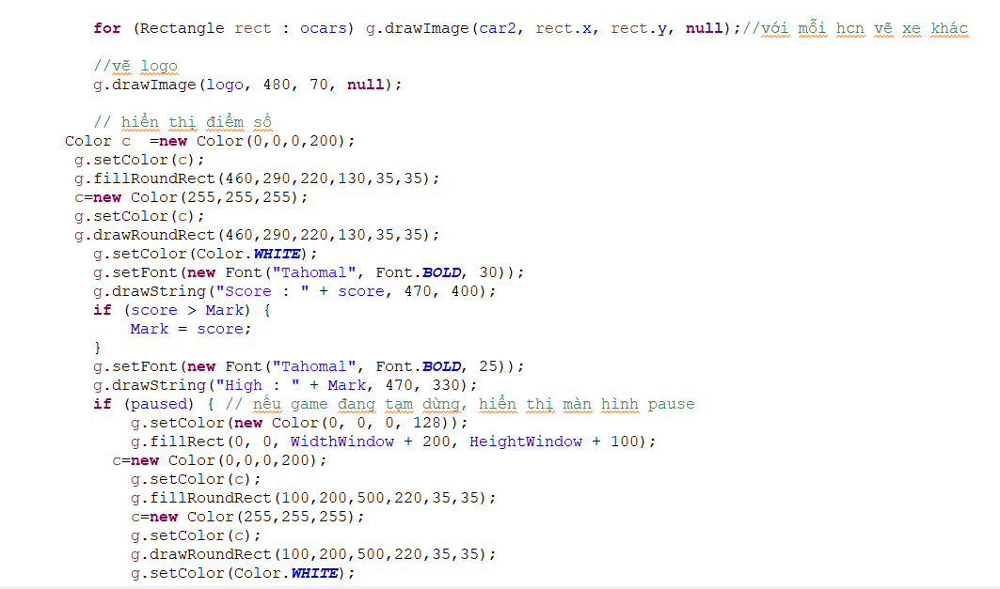 for (Rectangle rect : ocars) g.drawImage(car2, rect.x, rect.y, null);//với mỗi hcn vẽ xe khác
//vẽ logo
g.drawImage(logo, 480, 70, null);
// hiển thị điểm số
Color c  =new Color(0,0,0,200);
g.setColor(c);
g.fillRoundRect(460,290,220,130,35,35);
c=new Color(255,255,255);
g.setColor(c);
g.drawRoundRect(460,290,220,130,35,35);
g.setColor(Color.WHITE);
g.setFont(new Font("Tahomal", Font.BOLD, 30));
g.drawString("Score : " + score, 470, 400);
if (score > Mark) {
Mark = score;
}
g.setFont(new Font("Tahomal", Font.BOLD, 25));
g.drawString("High : " + Mark, 470, 330);
if (paused) { // nếu game đang tạm dừng, hiển thị màn hình pause
g.setColor(new Color(0, 0, 0, 128));
g.fillRect(0, 0, WidthWindow + 200, HeightWindow + 100);
c=new Color(0,0,0,200);
g.setColor(c);
g.fillRoundRect(100,200,500,220,35,35);
c=new Color(255,255,255);
g.setColor(c);
g.drawRoundRect(100,200,500,220,35,35);
g.setColor(Color.WHITE);